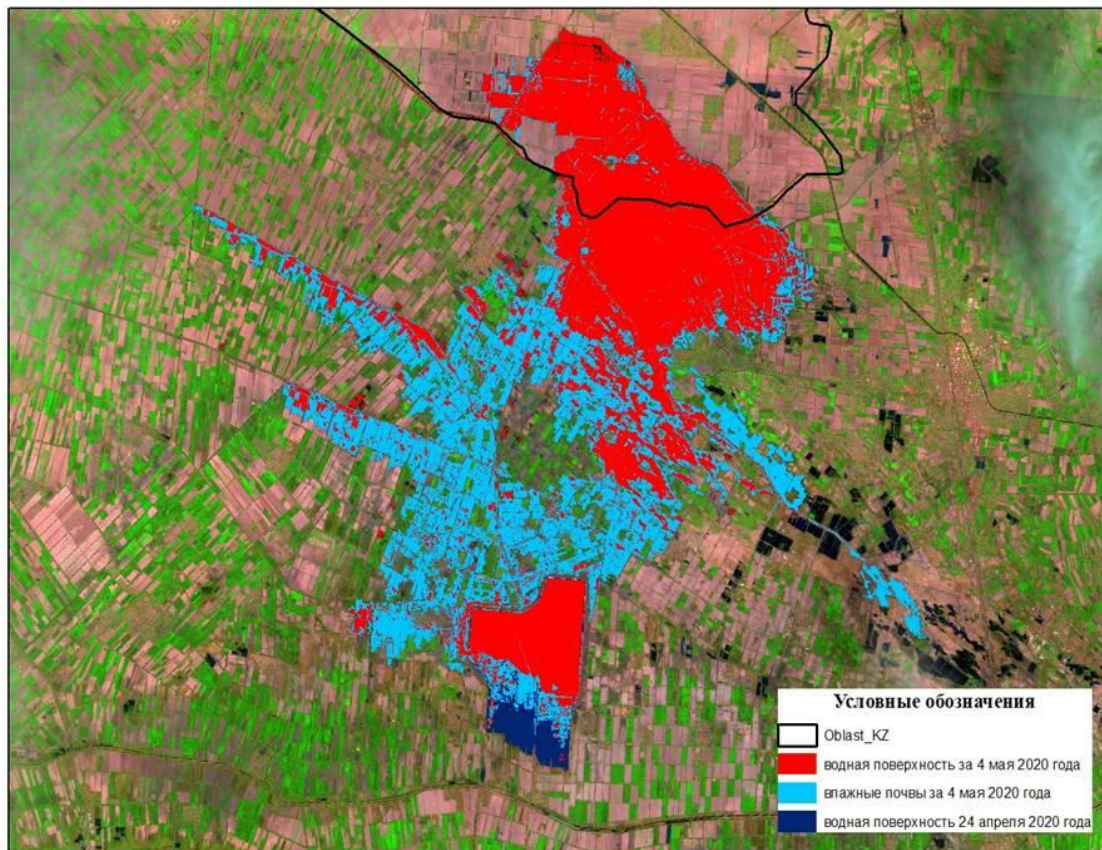 Условные обозначения
Oblast_KZ
водная поверхность за 4 мая 2020 года
влажные почвы за 4 мая 2020 года
водная поверхность 24 апреля 2020 года